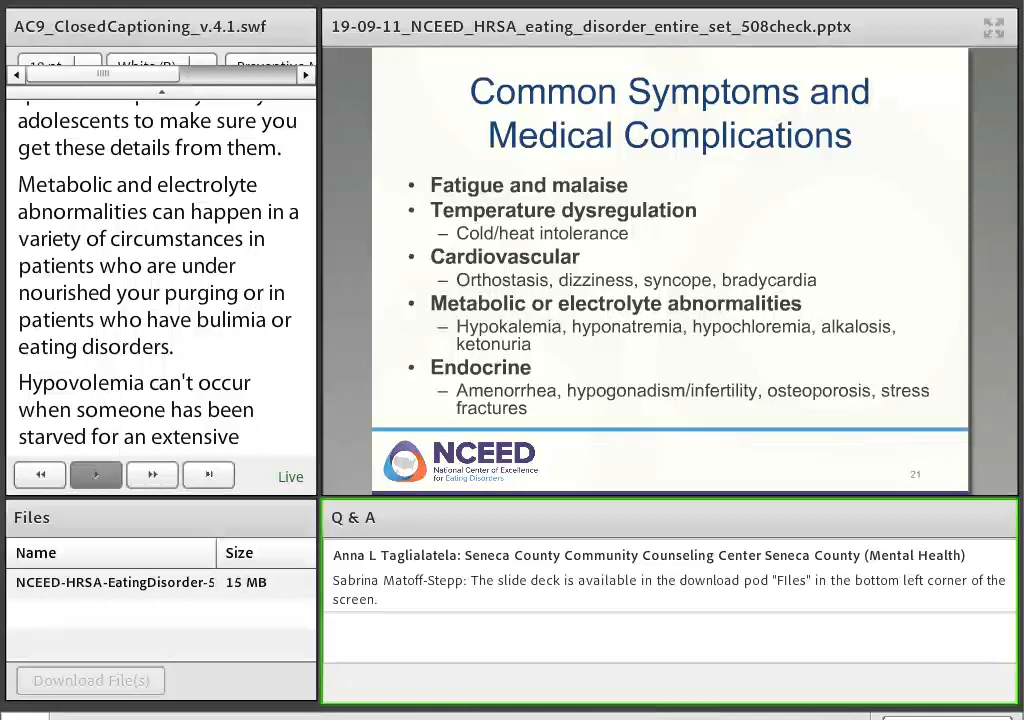 AC9_ClosedCaptioning_v.4.1.swf
adolescents to make sure you
get these details from them.
Metabolic and electrolyte
abnormalities can happen in a
variety of circumstances in
patients who are under
nourished your purging or in
patients who have bulimia or
eating disorders.
Hypovolemia can't occur
when someone has been
starved for an extensive
Live
Files
Name Size
NCEED-HRSA-EatingDisorder-5 15 MB
Download File(s)
19-09-11_NCEED_HRSA_eating_disorder_entire_set_508check.pptx
Common Symptoms and
Medical Complications
• Fatigue and malaise
• Temperature dysregulation
– Cold/heat intolerance
• Cardiovascular
– Orthostasis, dizziness, syncope, bradycardia
• Metabolic or electrolyte abnormalities
– Hypokalemia, hyponatremia, hypochloremia, alkalosis,
ketonuria
• Endocrine
– Amenorrhea, hypogonadism/infertility, osteoporosis, stress
fractures
NCEED
National Center of Excellence
for Eating Disorders
21
Q & A
Anna L Taglialatela: Seneca County Community Counseling Center Seneca County (Mental Health)
Sabrina Matoff-Stepp: The slide deck is available in the download pod "FIles" in the bottom left corner of the
screen.